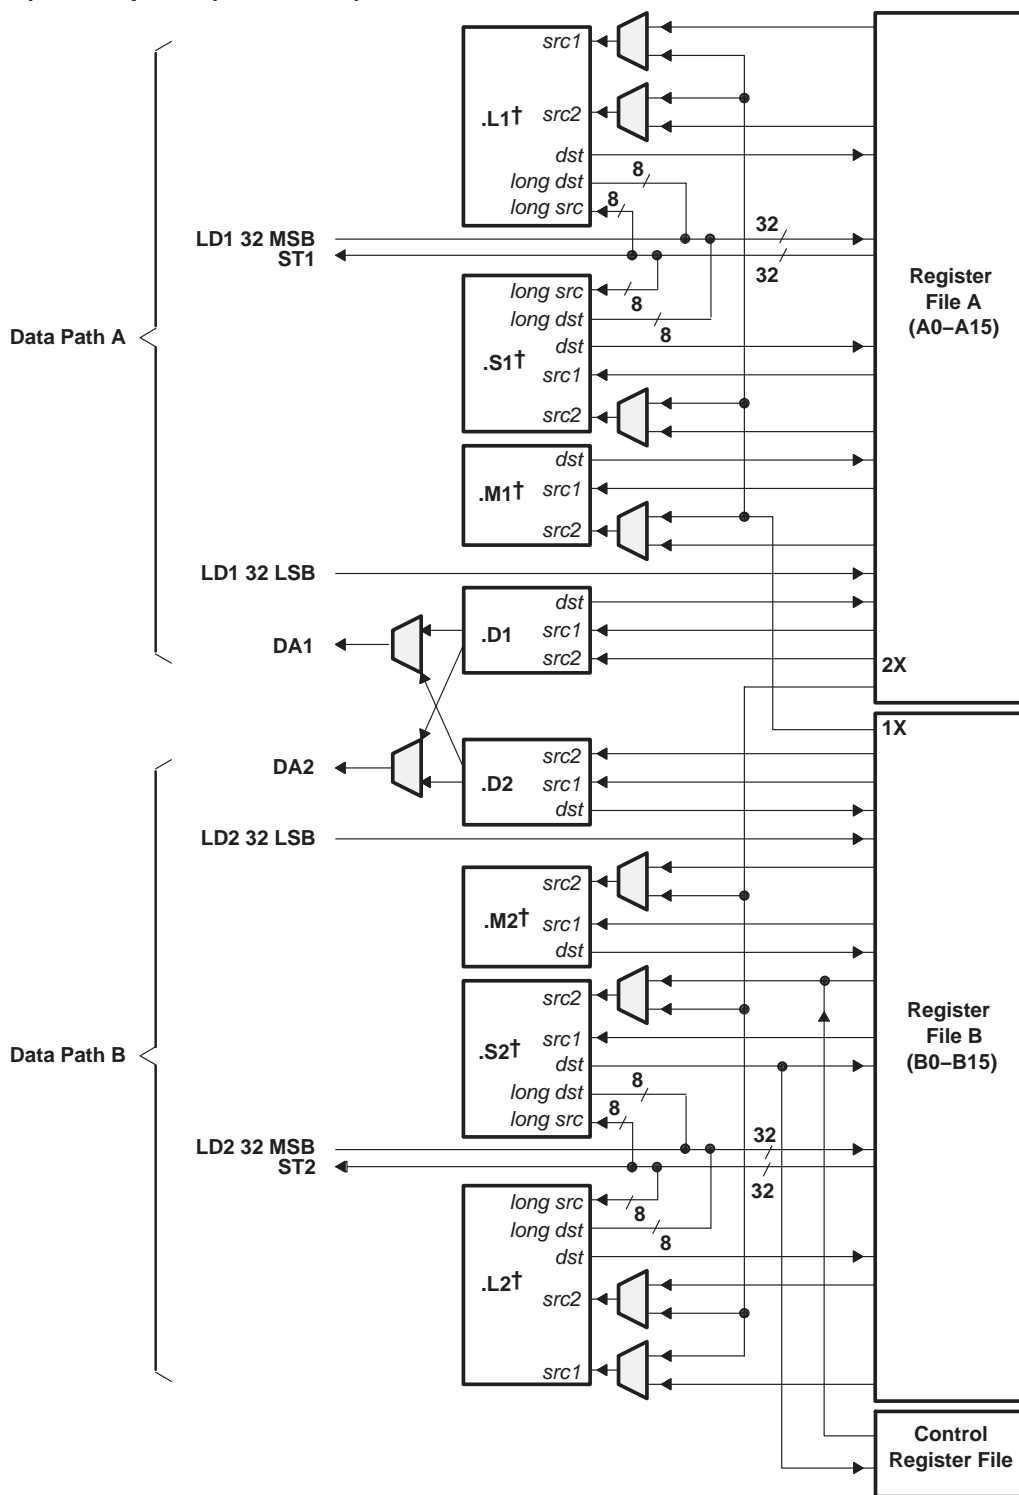 src1
.L1† src2
dst
8
long dst
8
long src
LD1 32 MSB
32
ST1
32
Register
File A
(A0–A15)
long src
8
long dst
8
Data Path A
dst
.S1†
src1
src2
dst
.M1† src1
src2
LD1 32 LSB
dst
.D1 src1
DA1
src2
2X
1X
src2
DA2
.D2 src1
dst
LD2 32 LSB
src2
.M2† src1
dst
src2
Register
File B
(B0–B15)
src1
.S2†
Data Path B
dst
8
long dst
8
long src
LD2 32 MSB
32
ST2
32
long src
8
long dst
8
dst
.L2†
src2
src1
Control
Register File